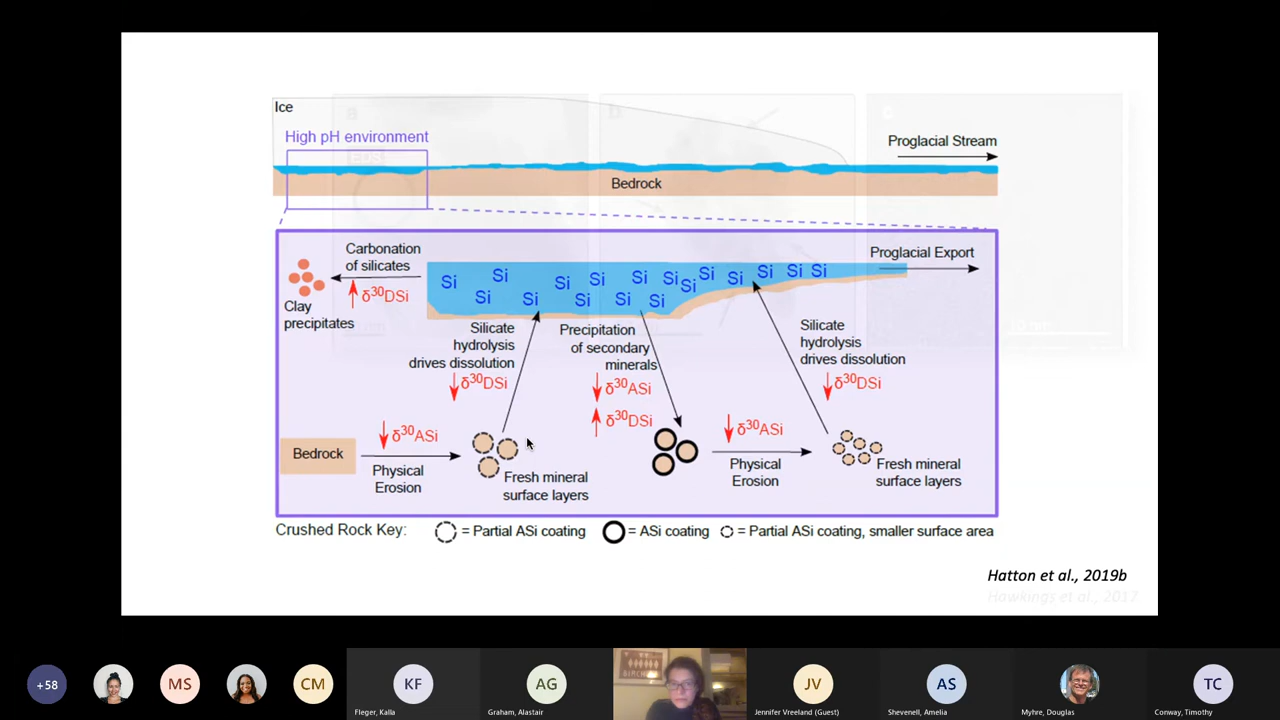 Ice
High pH environment
Proglacial Stream
Bedrock
Carbonation
of silicates
δ³⁰DSi
Clay
precipitates
Si Si Si Si Si Si Si Si Si Si Si
Si Si Si Si Si
Proglacial Export
Silicate
hydrolysis
drives dissolution
δ³⁰DSi
Precipitation
of secondary
minerals
δ³⁰ASi
δ³⁰DSi
Silicate
hydrolysis
drives dissolution
δ³⁰DSi
Bedrock
δ³⁰ASi
Physical
Erosion
Fresh mineral
surface layers
δ³⁰ASi
Physical
Erosion
Fresh mineral
surface layers
Crushed Rock Key: = Partial ASi coating = ASi coating = Partial ASi coating, smaller surface area
Hatton et al., 2019b
Hawkings et al., 2017
+58
MS
CM
KF
Fleger, Kalla
AG
Graham, Alastair
JV
Jennifer Vreeland (Guest)
AS
Shevenell, Amelia
Myhre, Douglas
TC
Conway, Timothy